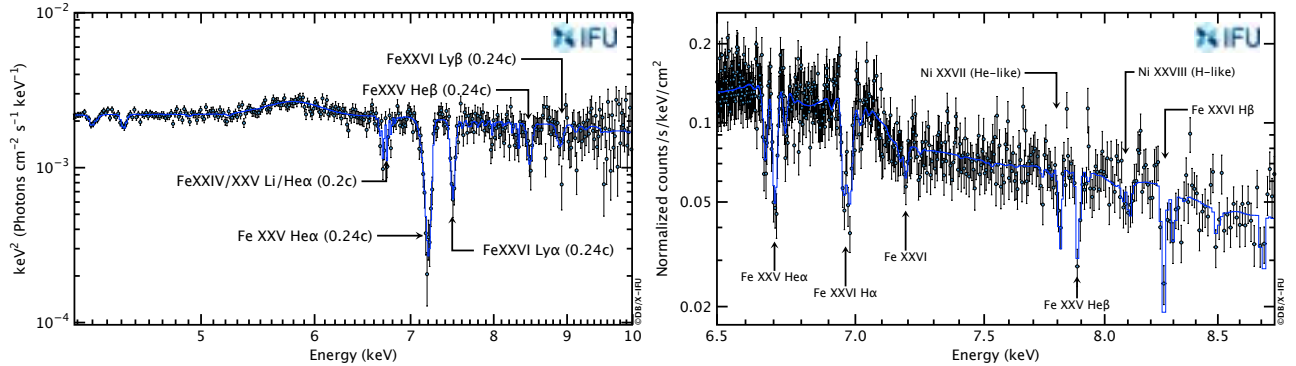 10⁻²
10⁻³
10⁻⁴
keV² (Photons cm⁻² s⁻¹ keV⁻¹)
IFU
FeXXVI Lyβ (0.24c)
FeXXV Heβ (0.24c)
FeXXIV/XXV Li/Heα (0.2c)
Fe XXV Heα (0.24c)
FeXXVI Lyα (0.24c)
5 6 7 8 9 10
Energy (keV)
©DB/X-IFU
0.2
0.1
0.05
0.02
Normalized counts /s /keV/cm²
IFU
Ni XXVII (He-like)
Ni XXVIII (H-like)
Fe XXVI Hβ
Fe XXVI
Fe XXV Heα
Fe XXVI Hα
Fe XXV Heβ
6.5 7.0 7.5 8.0 8.5
Energy (keV)
©DB/X-IFU